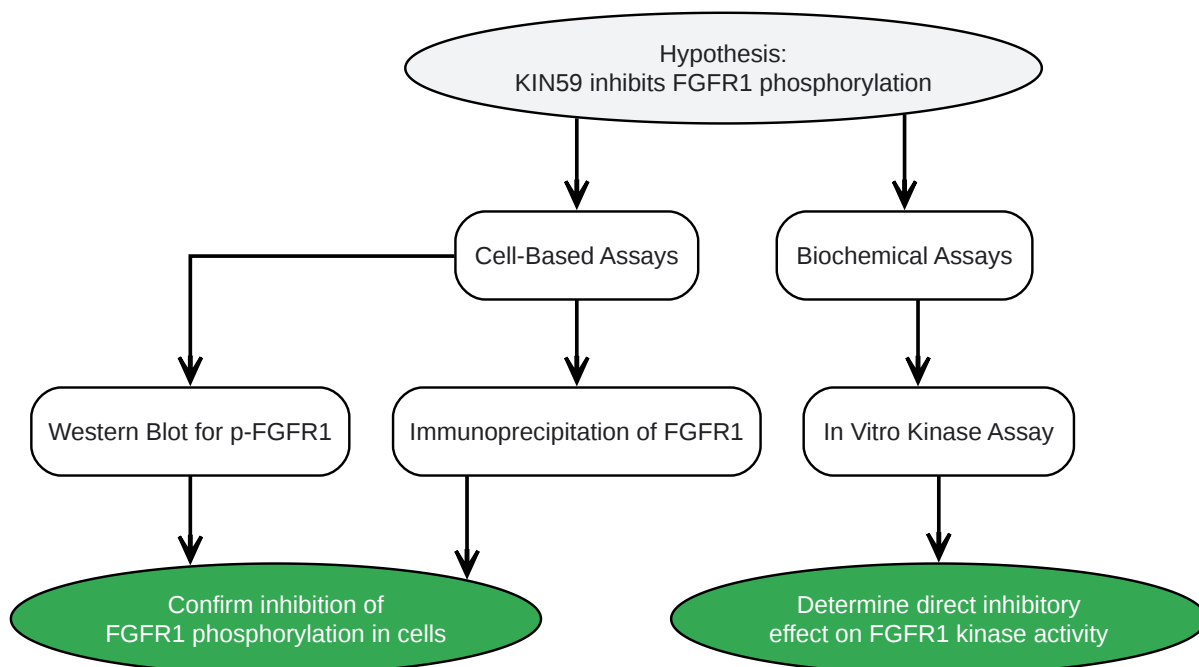 Hypothesis:
KIN59 inhibits FGFR1 phosphorylation
Cell-Based Assays
Biochemical Assays
Western Blot for p-FGFR1
Immunoprecipitation of FGFR1
In Vitro Kinase Assay
Confirm inhibition of
FGFR1 phosphorylation in cells
Determine direct inhibitory
effect on FGFR1 kinase activity